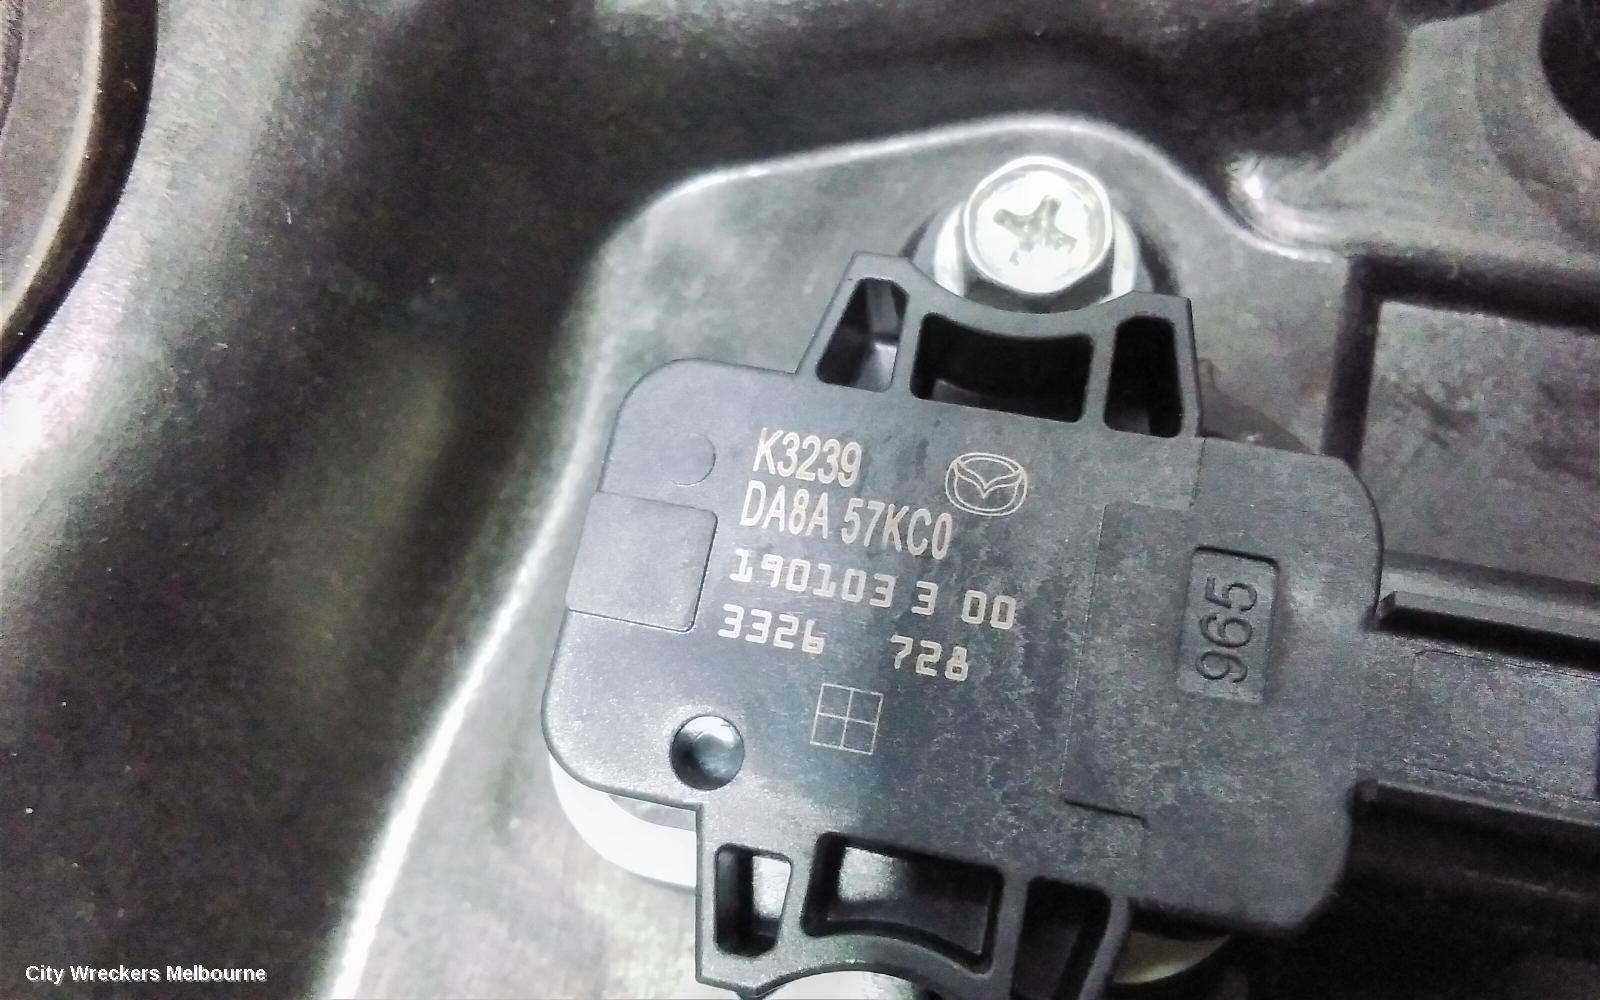 K3239
DA8A 57KC0
190103 3 00
3326 728
965
City Wreckers Melbourne